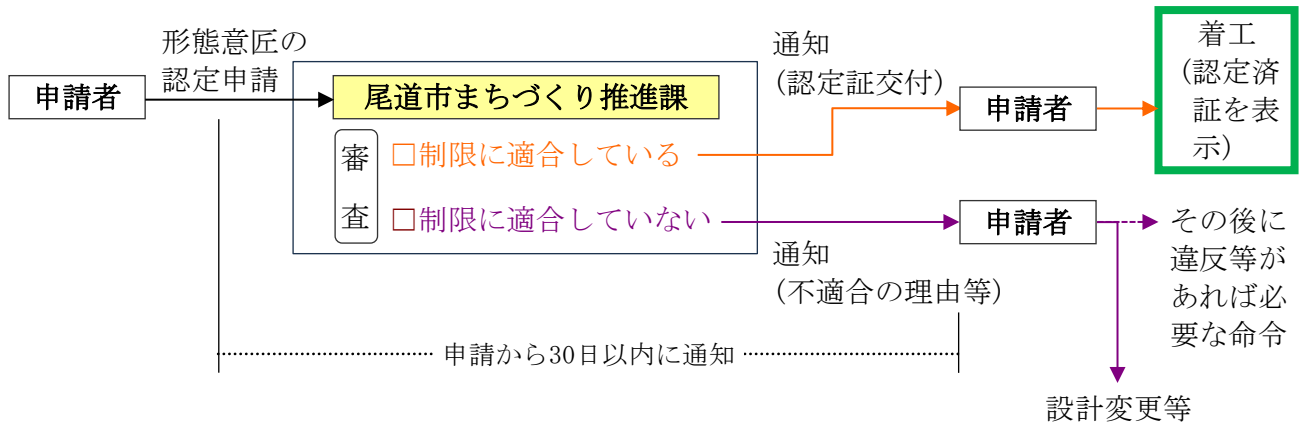 形態意匠の
認定申請
申請者
尾道市まちづくり推進課
審
査
□制限に適合している
□制限に適合していない
通知
(認定証交付)
申請者
着工
(認定済
証を表
示)
通知
(不適合の理由等)
申請者
その後に
違反等が
あれば必
要な命令
設計変更等
申請から30日以内に通知